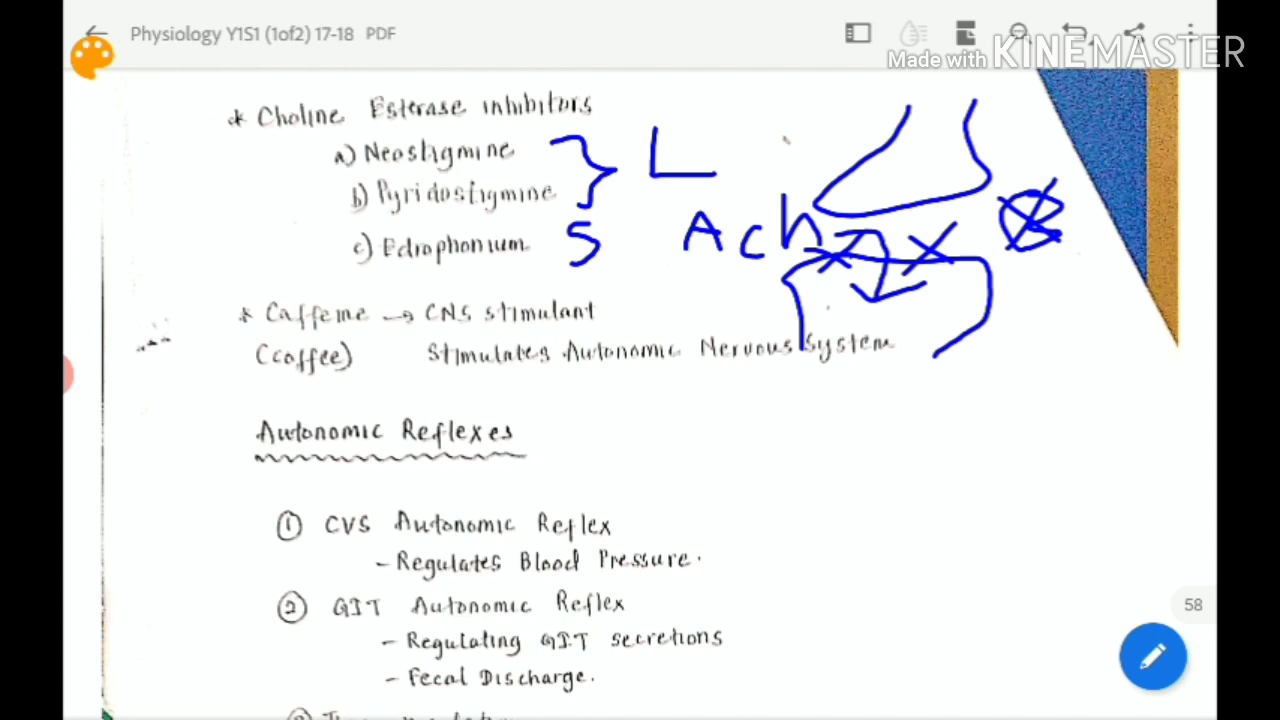 Physiology Y1S1 (1of2) 17-18 PDF
Made with KINEMASTER
* Choline Esterase inhibitors
a) Neostigmine
b) Pyridostigmine
c) Edrophonium
L
S
Ach
* Caffeine → CNS stimulant
(coffee) Stimulates Autonomic Nervous System
Autonomic Reflexes
① CVS Autonomic Reflex
- Regulates Blood Pressure.
② GIT Autonomic Reflex
- Regulating GIT secretions
- Fecal Discharge.
58